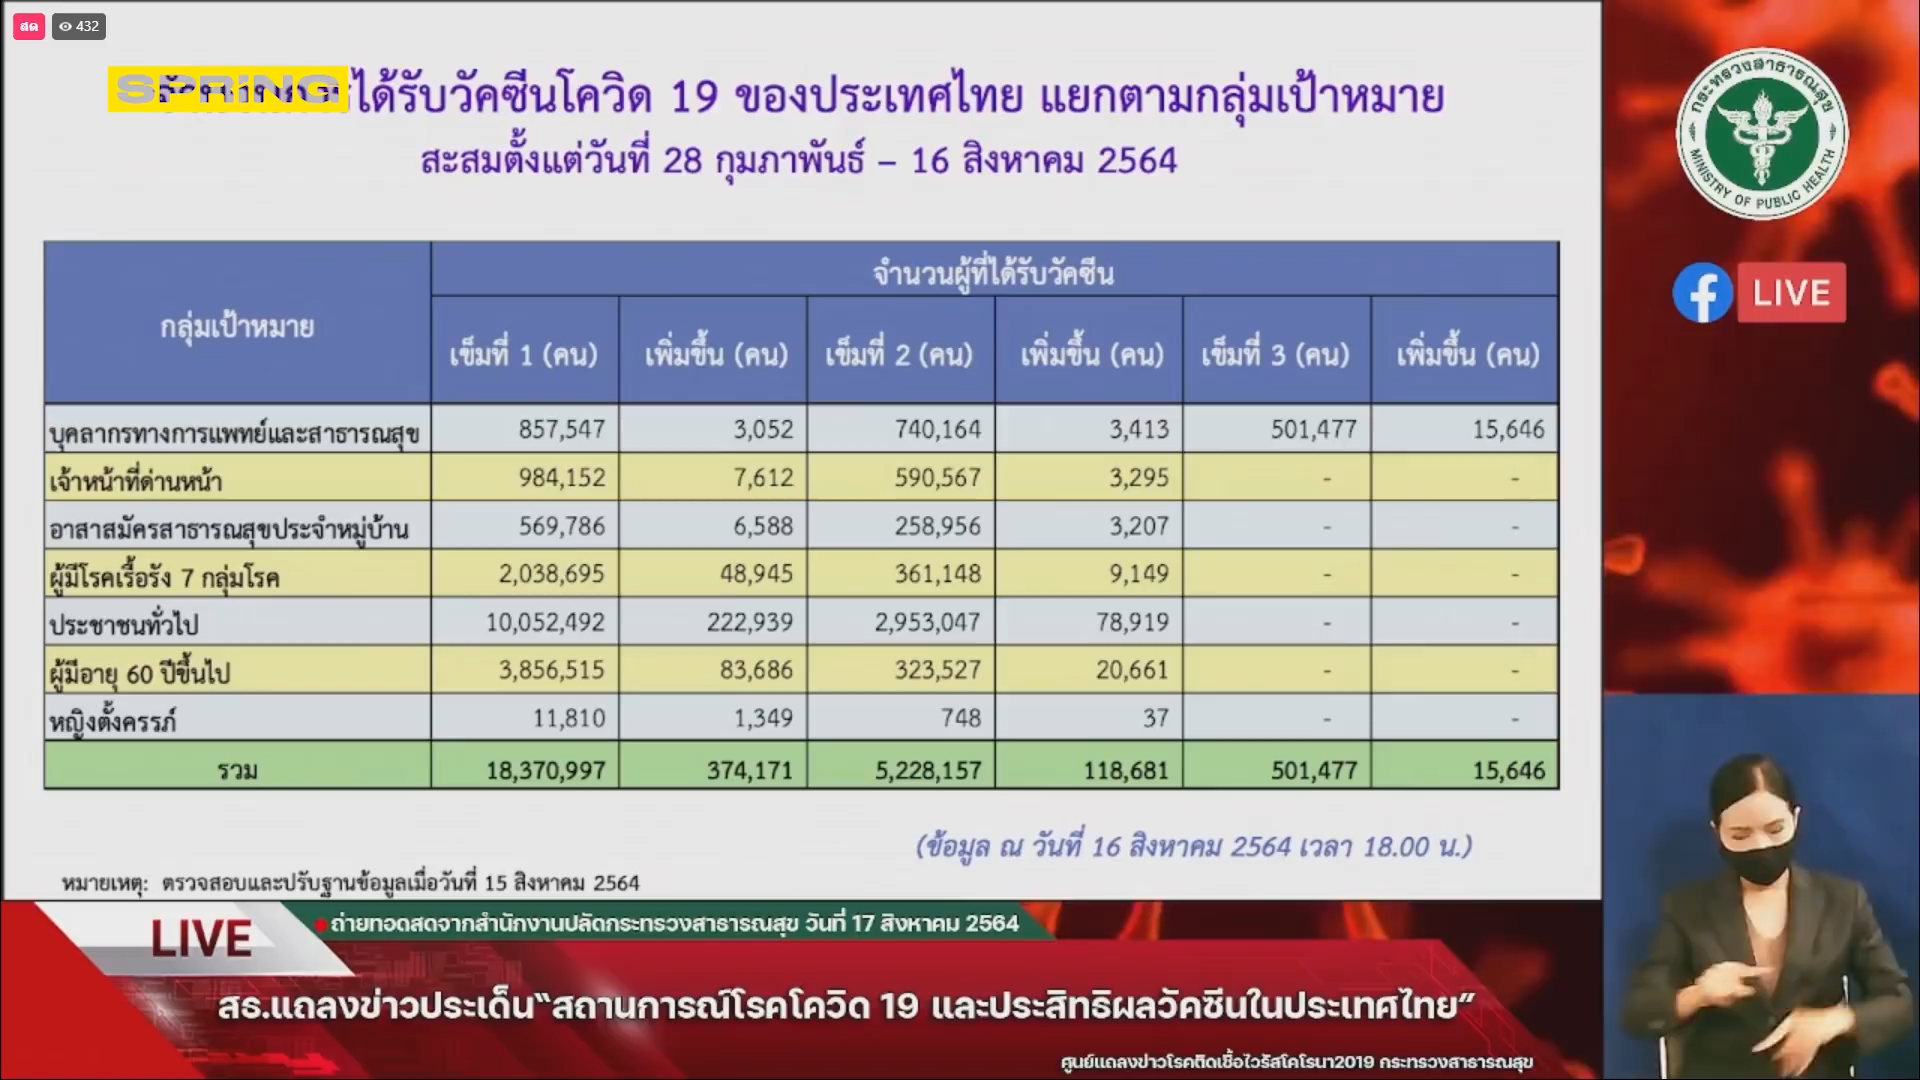 สด 432
SPRiNG
ได้รับวัคซีนโควิด 19 ของประเทศไทย แยกตามกลุ่มเป้าหมาย
สะสมตั้งแต่วันที่ 28 กุมภาพันธ์ – 16 สิงหาคม 2564
กระทรวงสาธารณสุข
MINISTRY OF PUBLIC HEALTH
LIVE
กลุ่มเป้าหมาย จำนวนผู้ที่ได้รับวัคซีน
เข็มที่ 1 (คน) เพิ่มขึ้น (คน) เข็มที่ 2 (คน) เพิ่มขึ้น (คน) เข็มที่ 3 (คน) เพิ่มขึ้น (คน)
บุคลากรทางการแพทย์และสาธารณสุข 857,547 3,052 740,164 3,413 501,477 15,646
เจ้าหน้าที่ด่านหน้า 984,152 7,612 590,567 3,295 - -
อาสาสมัครสาธารณสุขประจำหมู่บ้าน 569,786 6,588 258,956 3,207 - -
ผู้มีโรคเรื้อรัง 7 กลุ่มโรค 2,038,695 48,945 361,148 9,149 - -
ประชาชนทั่วไป 10,052,492 222,939 2,953,047 78,919 - -
ผู้มีอายุ 60 ปีขึ้นไป 3,856,515 83,686 323,527 20,661 - -
หญิงตั้งครรภ์ 11,810 1,349 748 37 - -
รวม 18,370,997 374,171 5,228,157 118,681 501,477 15,646
(ข้อมูล ณ วันที่ 16 สิงหาคม 2564 เวลา 18.00 น.)
หมายเหตุ: ตรวจสอบและปรับฐานข้อมูลเมื่อวันที่ 15 สิงหาคม 2564
LIVE
ถ่ายทอดสดจากสำนักงานปลัดกระทรวงสาธารณสุข วันที่ 17 สิงหาคม 2564
สธ.แถลงข่าวประเด็น“สถานการณ์โรคโควิด 19 และประสิทธิผลวัคซีนในประเทศไทย”
ศูนย์แถลงข่าวโรคติดเชื้อไวรัสโคโรนา2019 กระทรวงสาธารณสุข